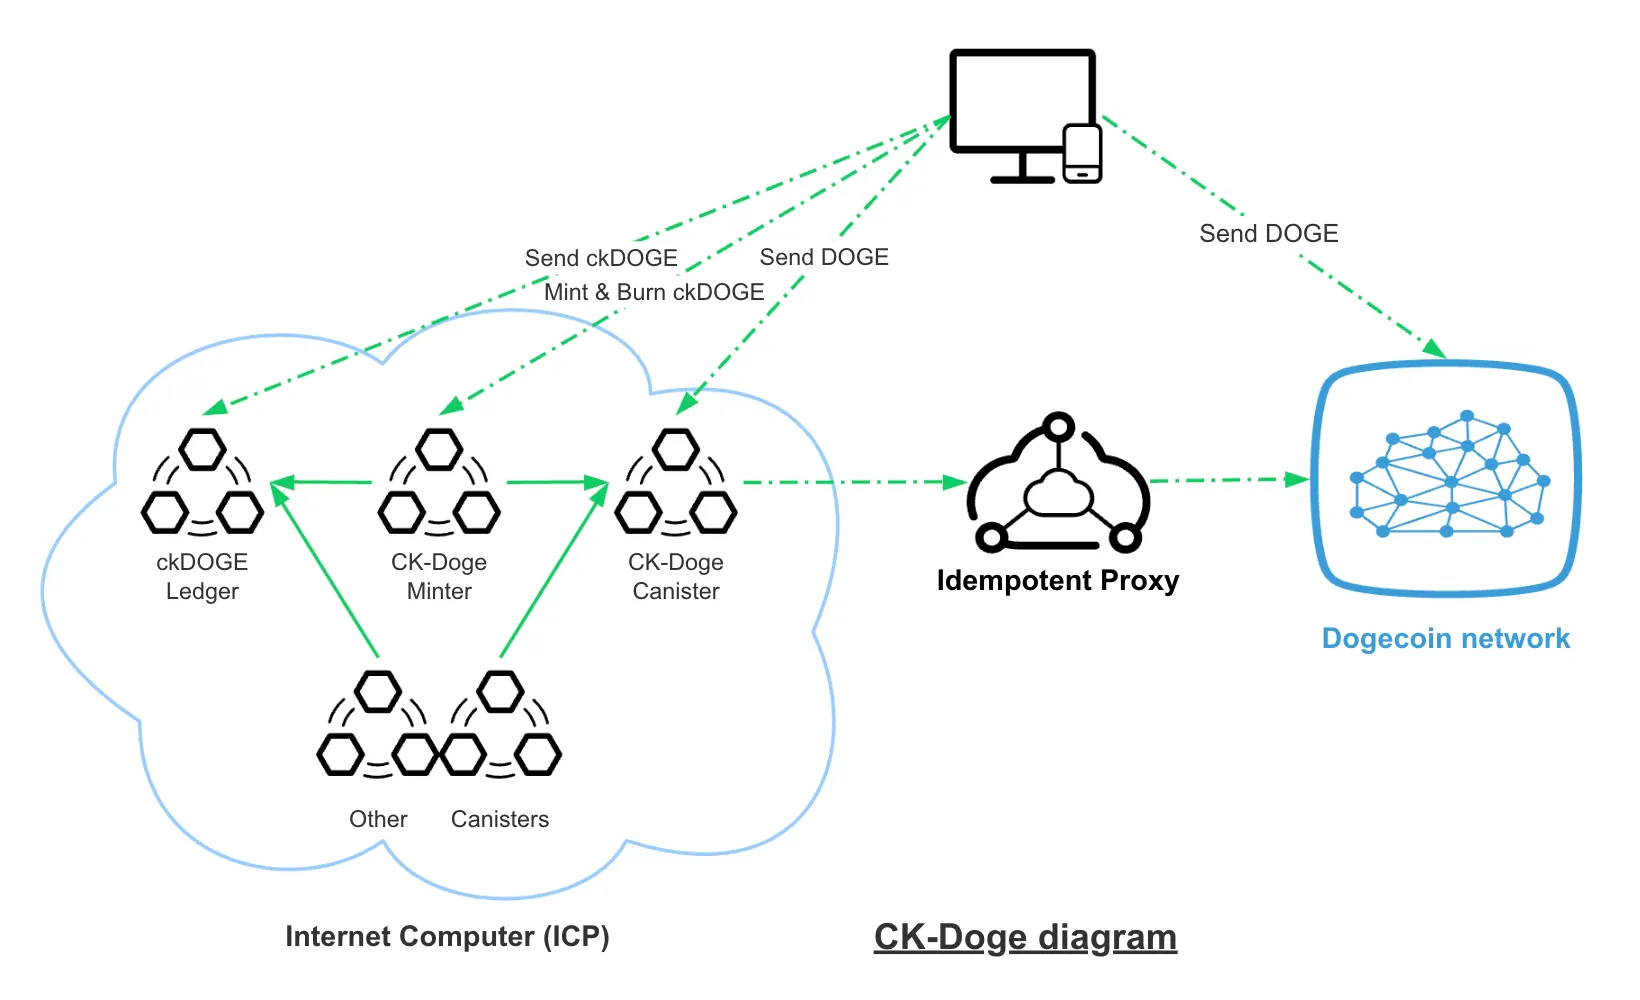 Send DOGE
Send ckDOGE
Send DOGE
Mint & Burn ckDOGE
ckDOGE
Ledger
CK-Doge
Minter
CK-Doge
Canister
Idempotent Proxy
Dogecoin network
Other Canisters
Internet Computer (ICP)
CK-Doge diagram